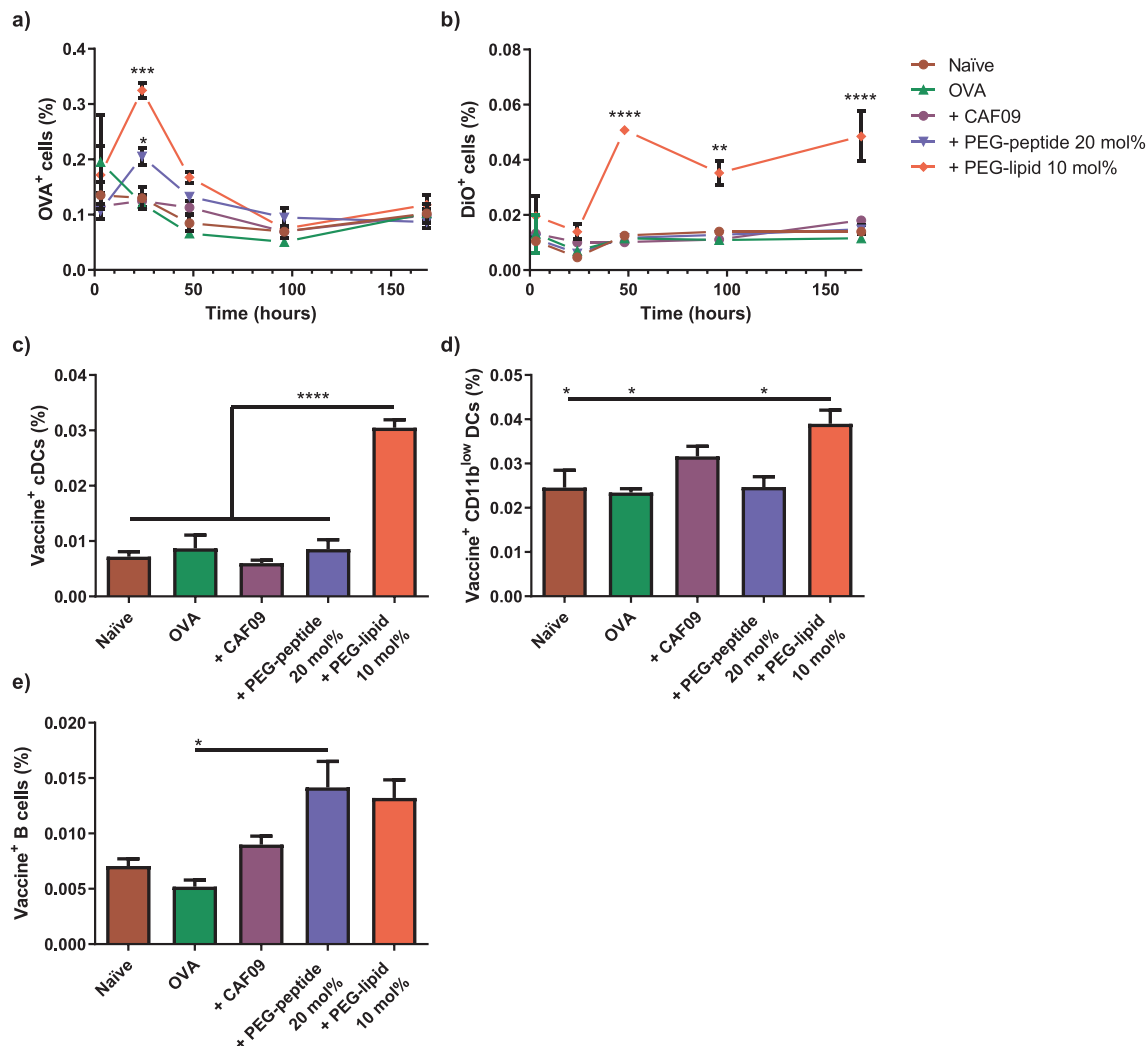 a)
0.4
0.3
0.2
0.1
0.0
OVA+ cells (%)
***
*
0 50 100 150
Time (hours)
b)
0.08
0.06
0.04
0.02
0.00
DiO+ cells (%)
****
**
****
0 50 100 150
Time (hours)
Naïve
OVA
+ CAF09
+ PEG-peptide 20 mol%
+ PEG-lipid 10 mol%
c)
0.04
0.03
0.02
0.01
0.00
Vaccine+ cDCs (%)
****
Naïve
OVA
+ CAF09
+ PEG-peptide
20 mol%
+ PEG-lipid
10 mol%
d)
0.05
0.04
0.03
0.02
0.01
0.00
Vaccine+ CD11blow DCs (%)
* * *
Naïve
OVA
+ CAF09
+ PEG-peptide
20 mol%
+ PEG-lipid
10 mol%
e)
0.020
0.015
0.010
0.005
0.000
Vaccine+ B cells (%)
*
Naïve
OVA
+ CAF09
+ PEG-peptide
20 mol%
+ PEG-lipid
10 mol%